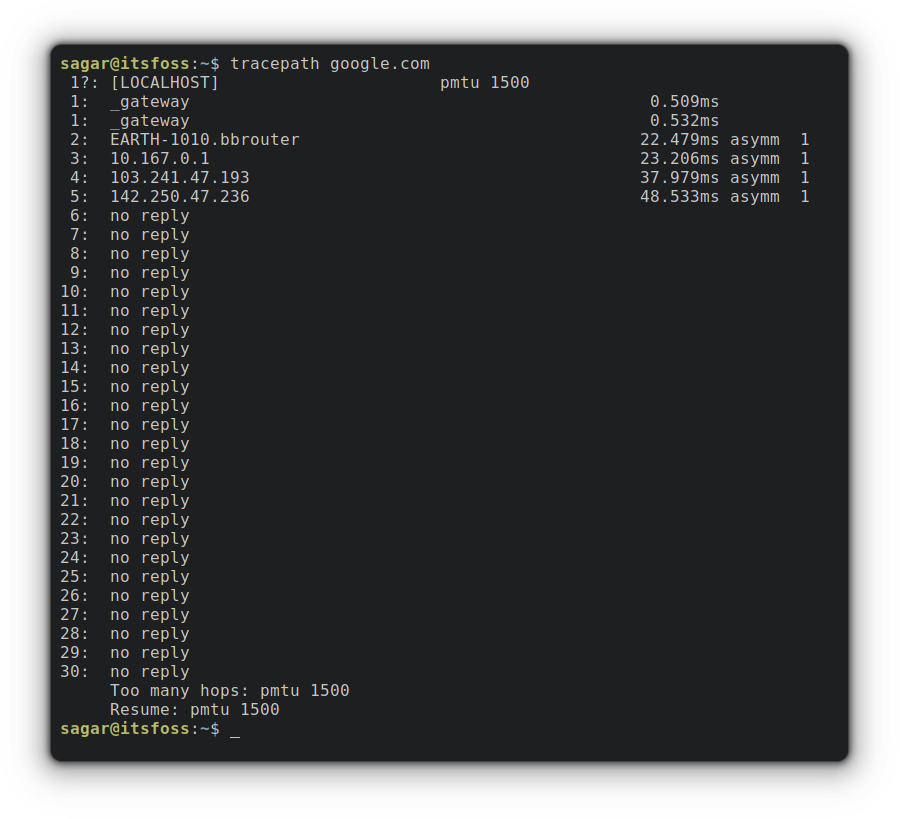 sagar@itsfoss:~$ tracepath google.com
 1?: [LOCALHOST]                      pmtu 1500
 1:  _gateway                                              0.509ms
 1:  _gateway                                              0.532ms
 2:  EARTH-1010.bbrouter                                  22.479ms asymm  1
 3:  10.167.0.1                                           23.206ms asymm  1
 4:  103.241.47.193                                       37.979ms asymm  1
 5:  142.250.47.236                                       48.533ms asymm  1
 6:  no reply
 7:  no reply
 8:  no reply
 9:  no reply
10:  no reply
11:  no reply
12:  no reply
13:  no reply
14:  no reply
15:  no reply
16:  no reply
17:  no reply
18:  no reply
19:  no reply
20:  no reply
21:  no reply
22:  no reply
23:  no reply
24:  no reply
25:  no reply
26:  no reply
27:  no reply
28:  no reply
29:  no reply
30:  no reply
     Too many hops: pmtu 1500
     Resume: pmtu 1500
sagar@itsfoss:~$ _